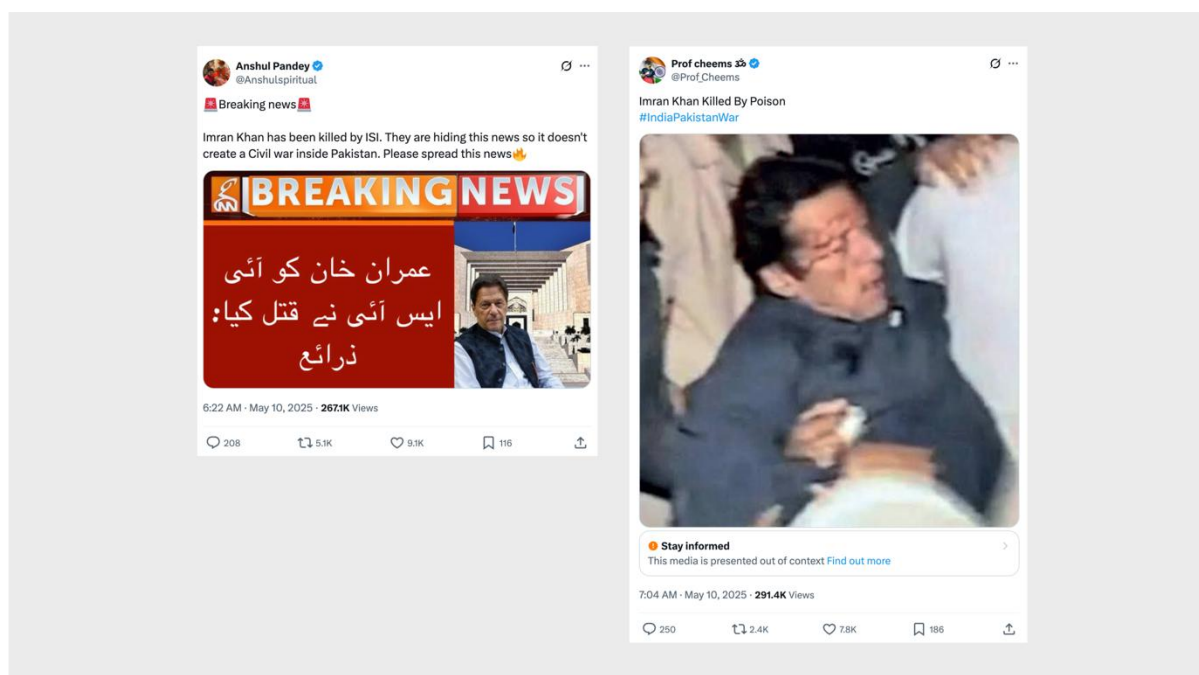 Anshul Pandey
@Anshulspiritual
🚨Breaking news🚨
Imran Khan has been killed by ISI. They are hiding this news so it doesn't
create a Civil war inside Pakistan. Please spread this news🔥
BREAKING NEWS
عمران خان کو آئی
ایس آئی نے قتل کیا:
ذرائع
6:22 AM · May 10, 2025 · 267.1K Views
208 5.1K 9.1K 116
Prof cheems ॐ
@Prof_Cheems
Imran Khan Killed By Poison
#IndiaPakistanWar
Stay informed
This media is presented out of context Find out more
7:04 AM · May 10, 2025 · 291.4K Views
250 2.4K 7.8K 186